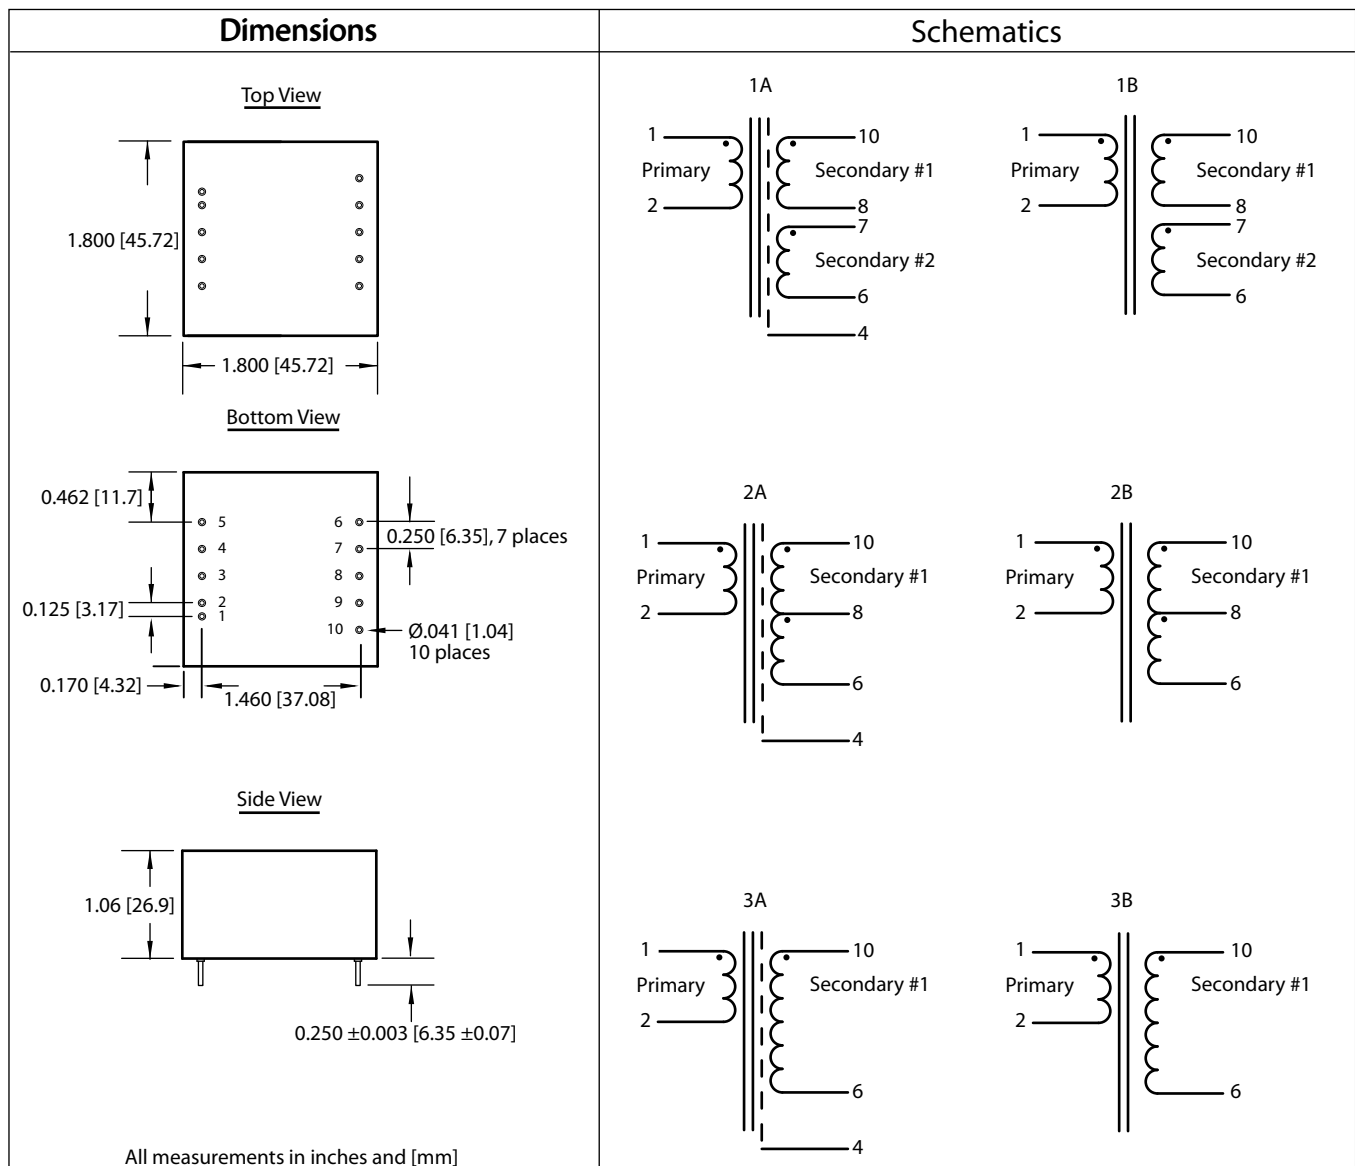 Dimensions
Schematics
Top View
1.800 [45.72]
1.800 [45.72]
Bottom View
0.462 [11.7]
5
4
3
2
1
6
7
8
9
10
0.250 [6.35], 7 places
0.125 [3.17]
Ø.041 [1.04]
10 places
0.170 [4.32]
1.460 [37.08]
Side View
1.06 [26.9]
0.250 ±0.003 [6.35 ±0.07]
All measurements in inches and [mm]
1A
1
Primary
2
10
Secondary #1
8
7
Secondary #2
6
4
1B
1
Primary
2
10
Secondary #1
8
7
Secondary #2
6
2A
1
Primary
2
10
Secondary #1
8
6
4
2B
1
Primary
2
10
Secondary #1
8
6
3A
1
Primary
2
10
Secondary #1
6
4
3B
1
Primary
2
10
Secondary #1
6